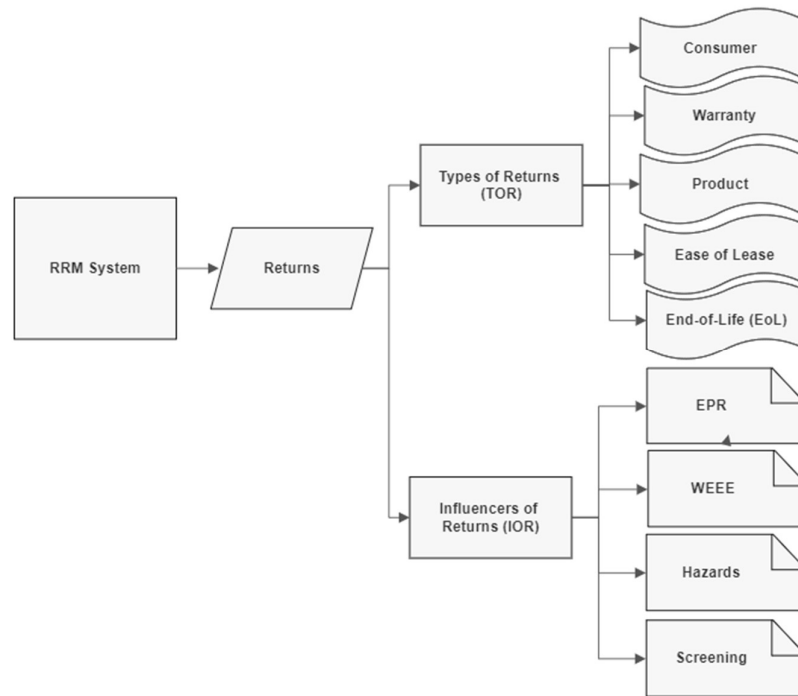 RRM System
Returns
Types of Returns
(TOR)
Consumer
Warranty
Product
Ease of Lease
End-of-Life (EoL)
Influencers of
Returns (IOR)
EPR
WEEE
Hazards
Screening